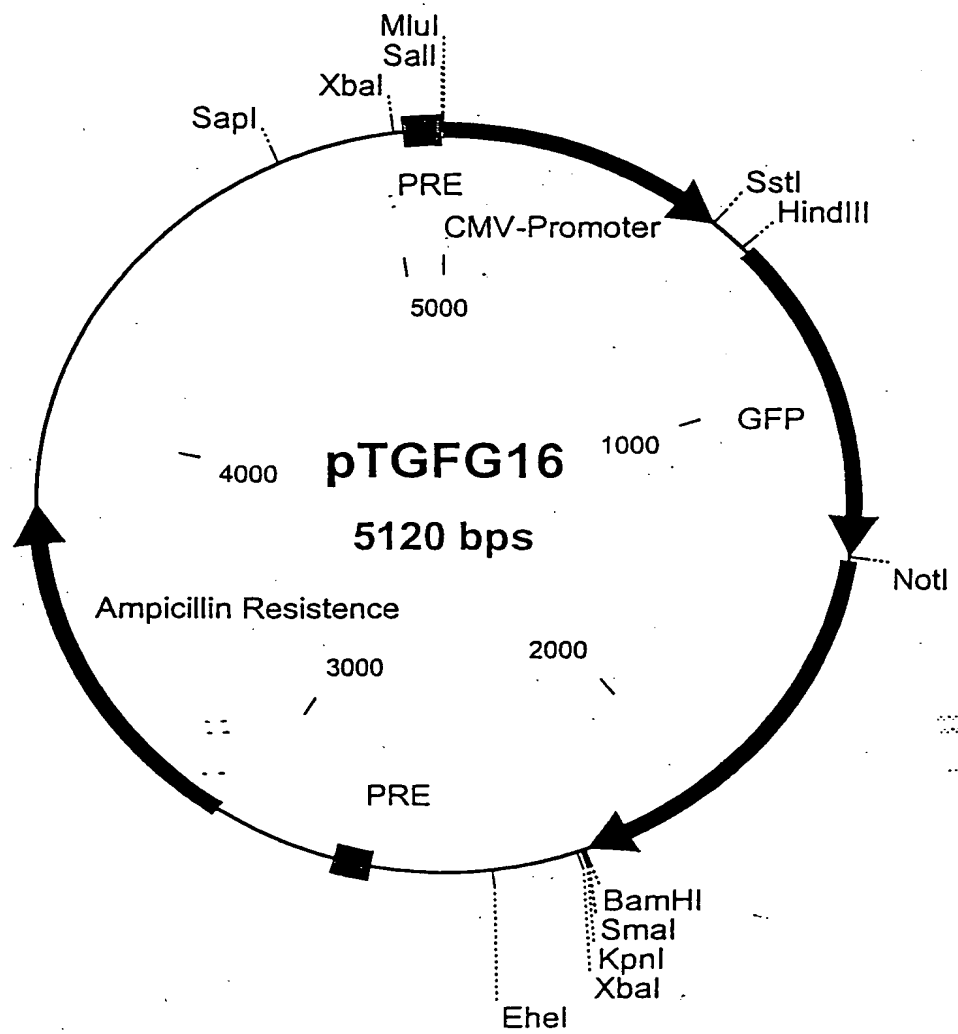 MluI
SalI
XbaI
SapI
PRE
SstI
HindIII
CMV-Promoter
5000
GFP
1000
pTGFG16
4000
5120 bps
NotI
Ampicillin Resistence
2000
3000
PRE
BamHI
SmaI
KpnI
XbaI
EheI